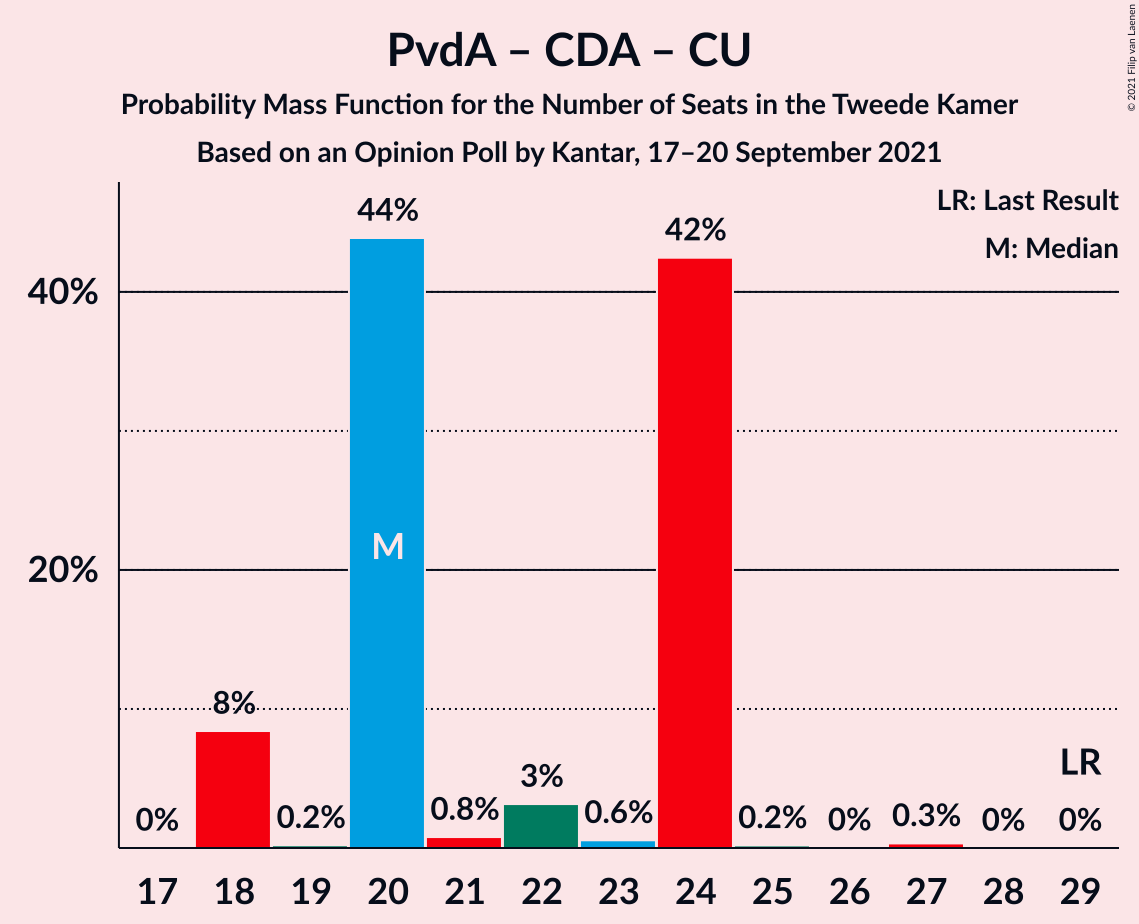 PvdA – CDA – CU
Probability Mass Function for the Number of Seats in the Tweede Kamer
Based on an Opinion Poll by Kantar, 17–20 September 2021
© 2021 Filip van Laenen
LR: Last Result
M: Median
40%
20%
0%
8%
0.2%
44%
M
0.8%
3%
0.6%
42%
0.2%
0%
0.3%
0%
LR
0%
17 18 19 20 21 22 23 24 25 26 27 28 29